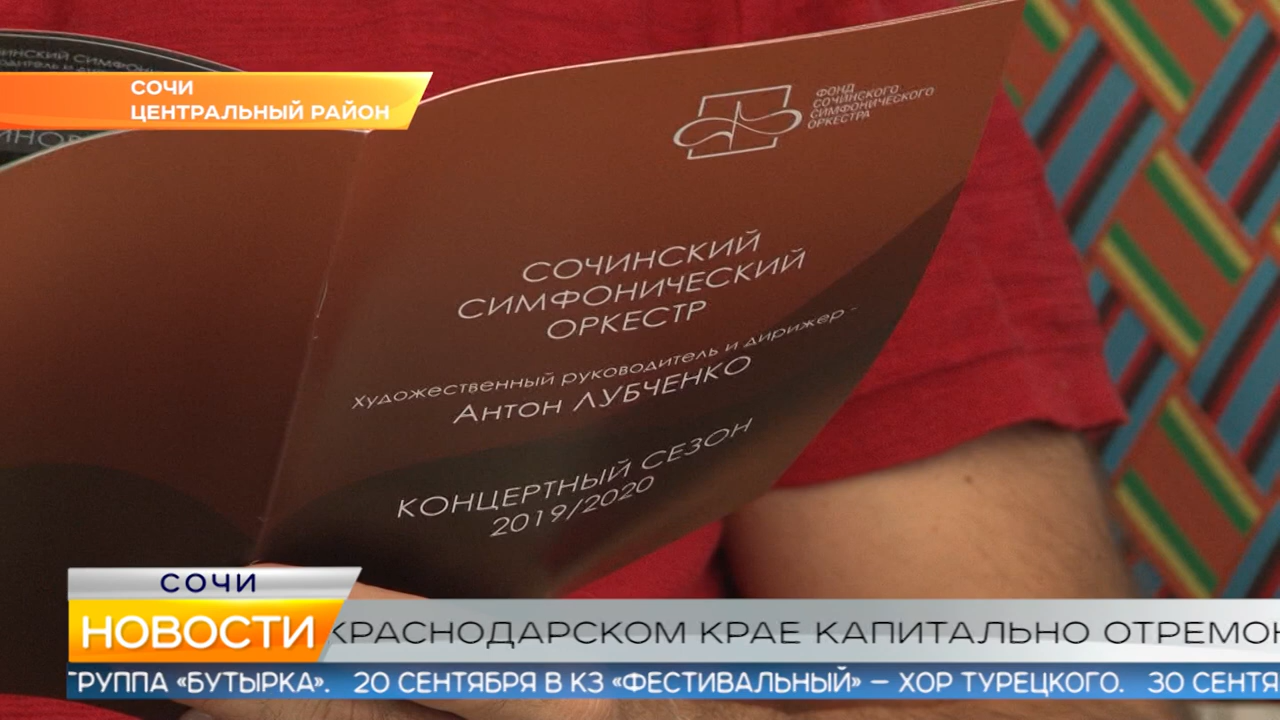 СОЧИ
ЦЕНТРАЛЬНЫЙ РАЙОН
ФОНД
СОЧИНСКОГО
СИМФОНИЧЕСКОГО
ОРКЕСТРА
СОЧИНСКИЙ
СИМФОНИЧЕСКИЙ
ОРКЕСТР
Художественный руководитель и дирижер -
Антон ЛУБЧЕНКО
КОНЦЕРТНЫЙ СЕЗОН
2019/2020
СОЧИ
НОВОСТИ
КРАСНОДАРСКОМ КРАЕ КАПИТАЛЬНО ОТРЕМОН
ГРУППА «БУТЫРКА». 20 СЕНТЯБРЯ В КЗ «ФЕСТИВАЛЬНЫЙ» — ХОР ТУРЕЦКОГО. 30 СЕНТЯ